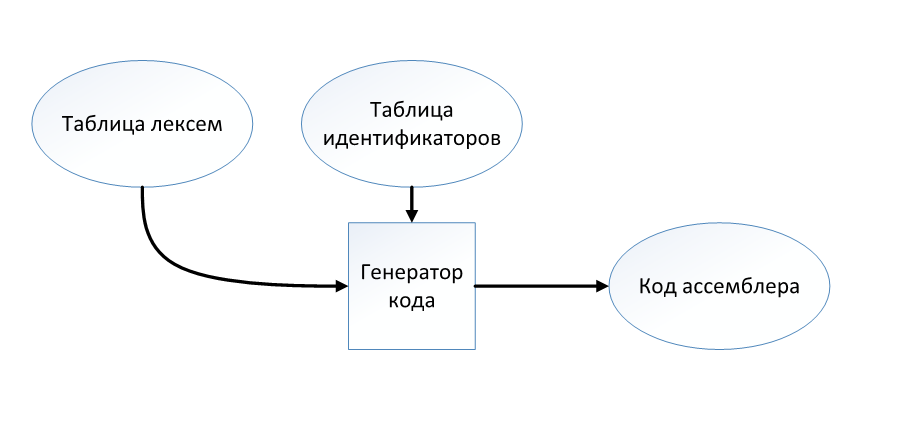 Таблица лексем
Таблица
идентификаторов
Генератор
кода
Код ассемблера